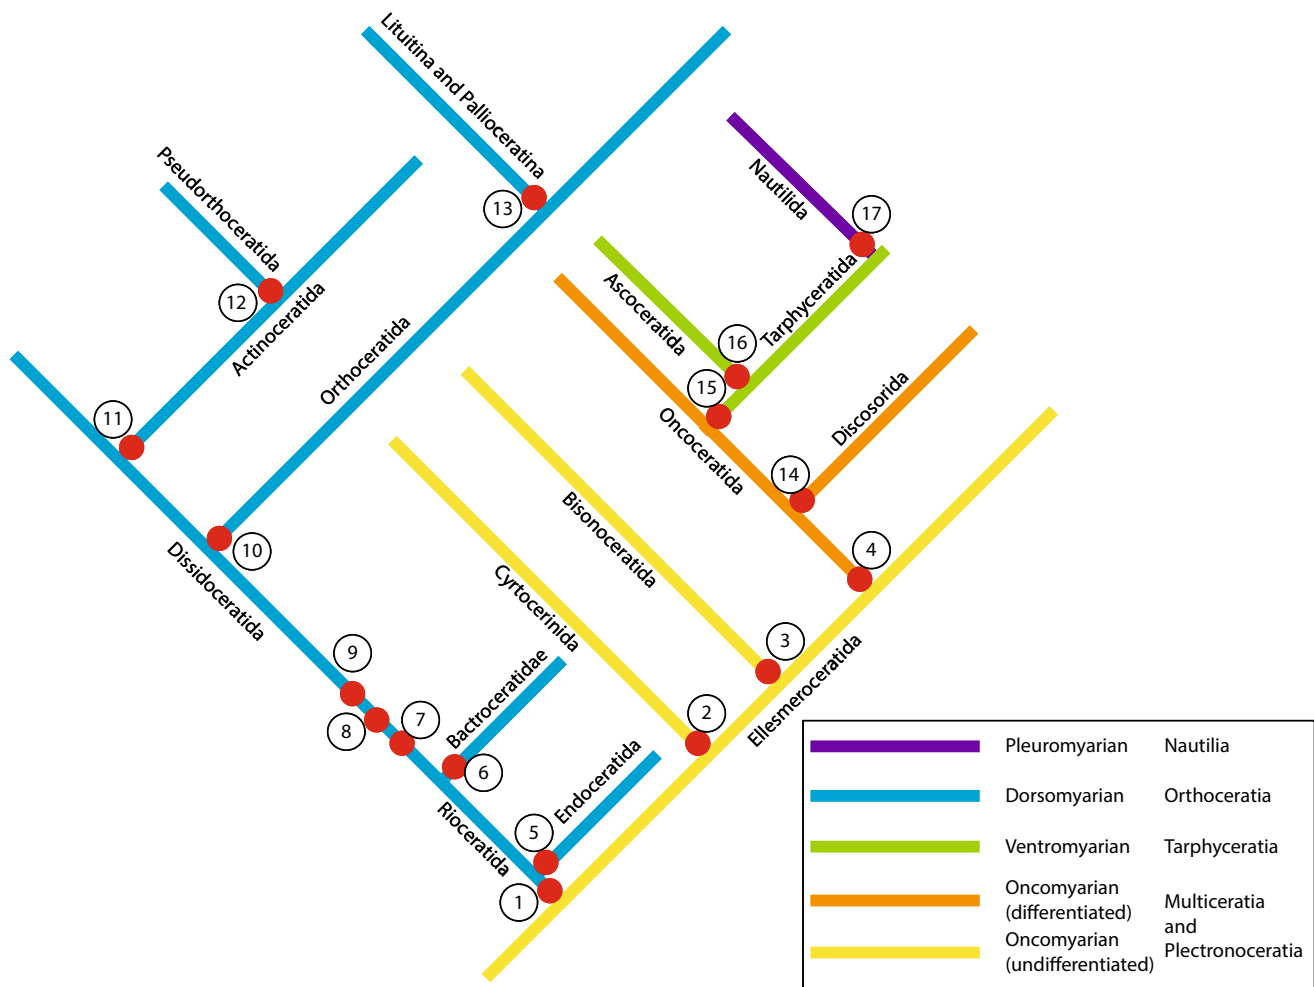 Lituitina and Pallioceratina
Pseudorthoceratida
Nautilida
17
13
12
Actinoceratida
Ascoceratida
Tarphyceratida
16
15
Orthoceratida
11
Oncoceratida
Discosorida
14
10
Dissidoceratida
Bisonoceratida
4
Cyrtocerinida
3
Ellesmeroceratida
9
8
7
Bactroceratidae
6
2
Rioceratida
5
Endoceratida
1
Pleuromyarian Nautilia
Dorsomyarian Orthoceratia
Ventromyarian Tarphyceratia
Oncomyarian
(differentiated)
Oncomyarian
(undifferentiated)
Multiceratia
and
Plectronoceratia